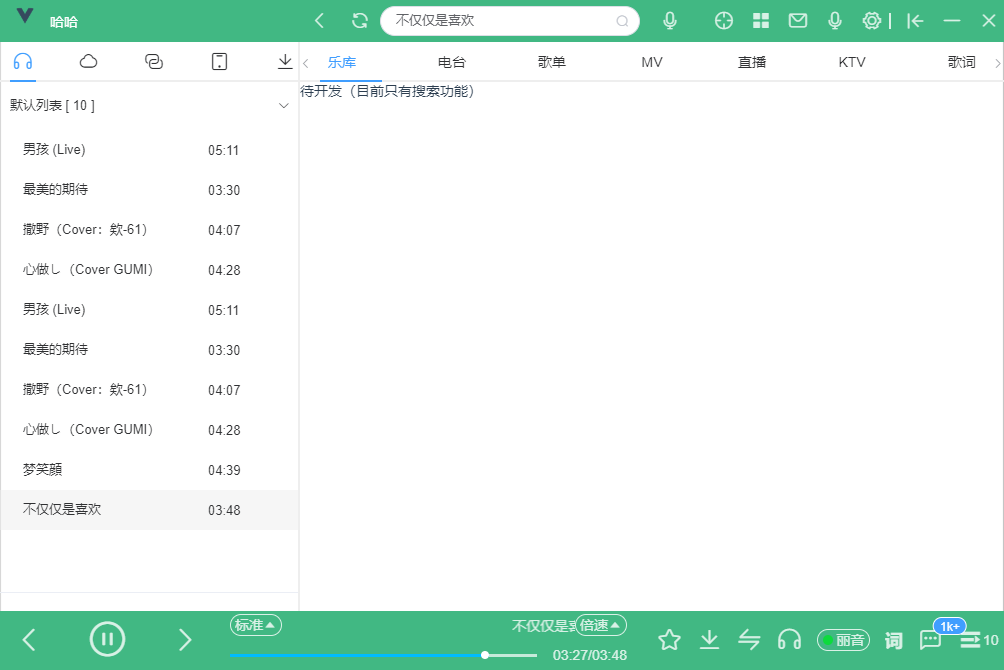 哈哈
不仅仅是喜欢
乐库 电台 歌单 MV 直播 KTV 歌词
默认列表 [ 10 ]
待开发（目前只有搜索功能）
男孩 (Live) 05:11
最美的期待 03:30
撒野（Cover：欸-61） 04:07
心做し（Cover GUMI） 04:28
男孩 (Live) 05:11
最美的期待 03:30
撒野（Cover：欸-61） 04:07
心做し（Cover GUMI） 04:28
梦笑顔 04:39
不仅仅是喜欢 03:48
标准 不仅仅是 倍速
03:27/03:48
丽音
词
1k+
10